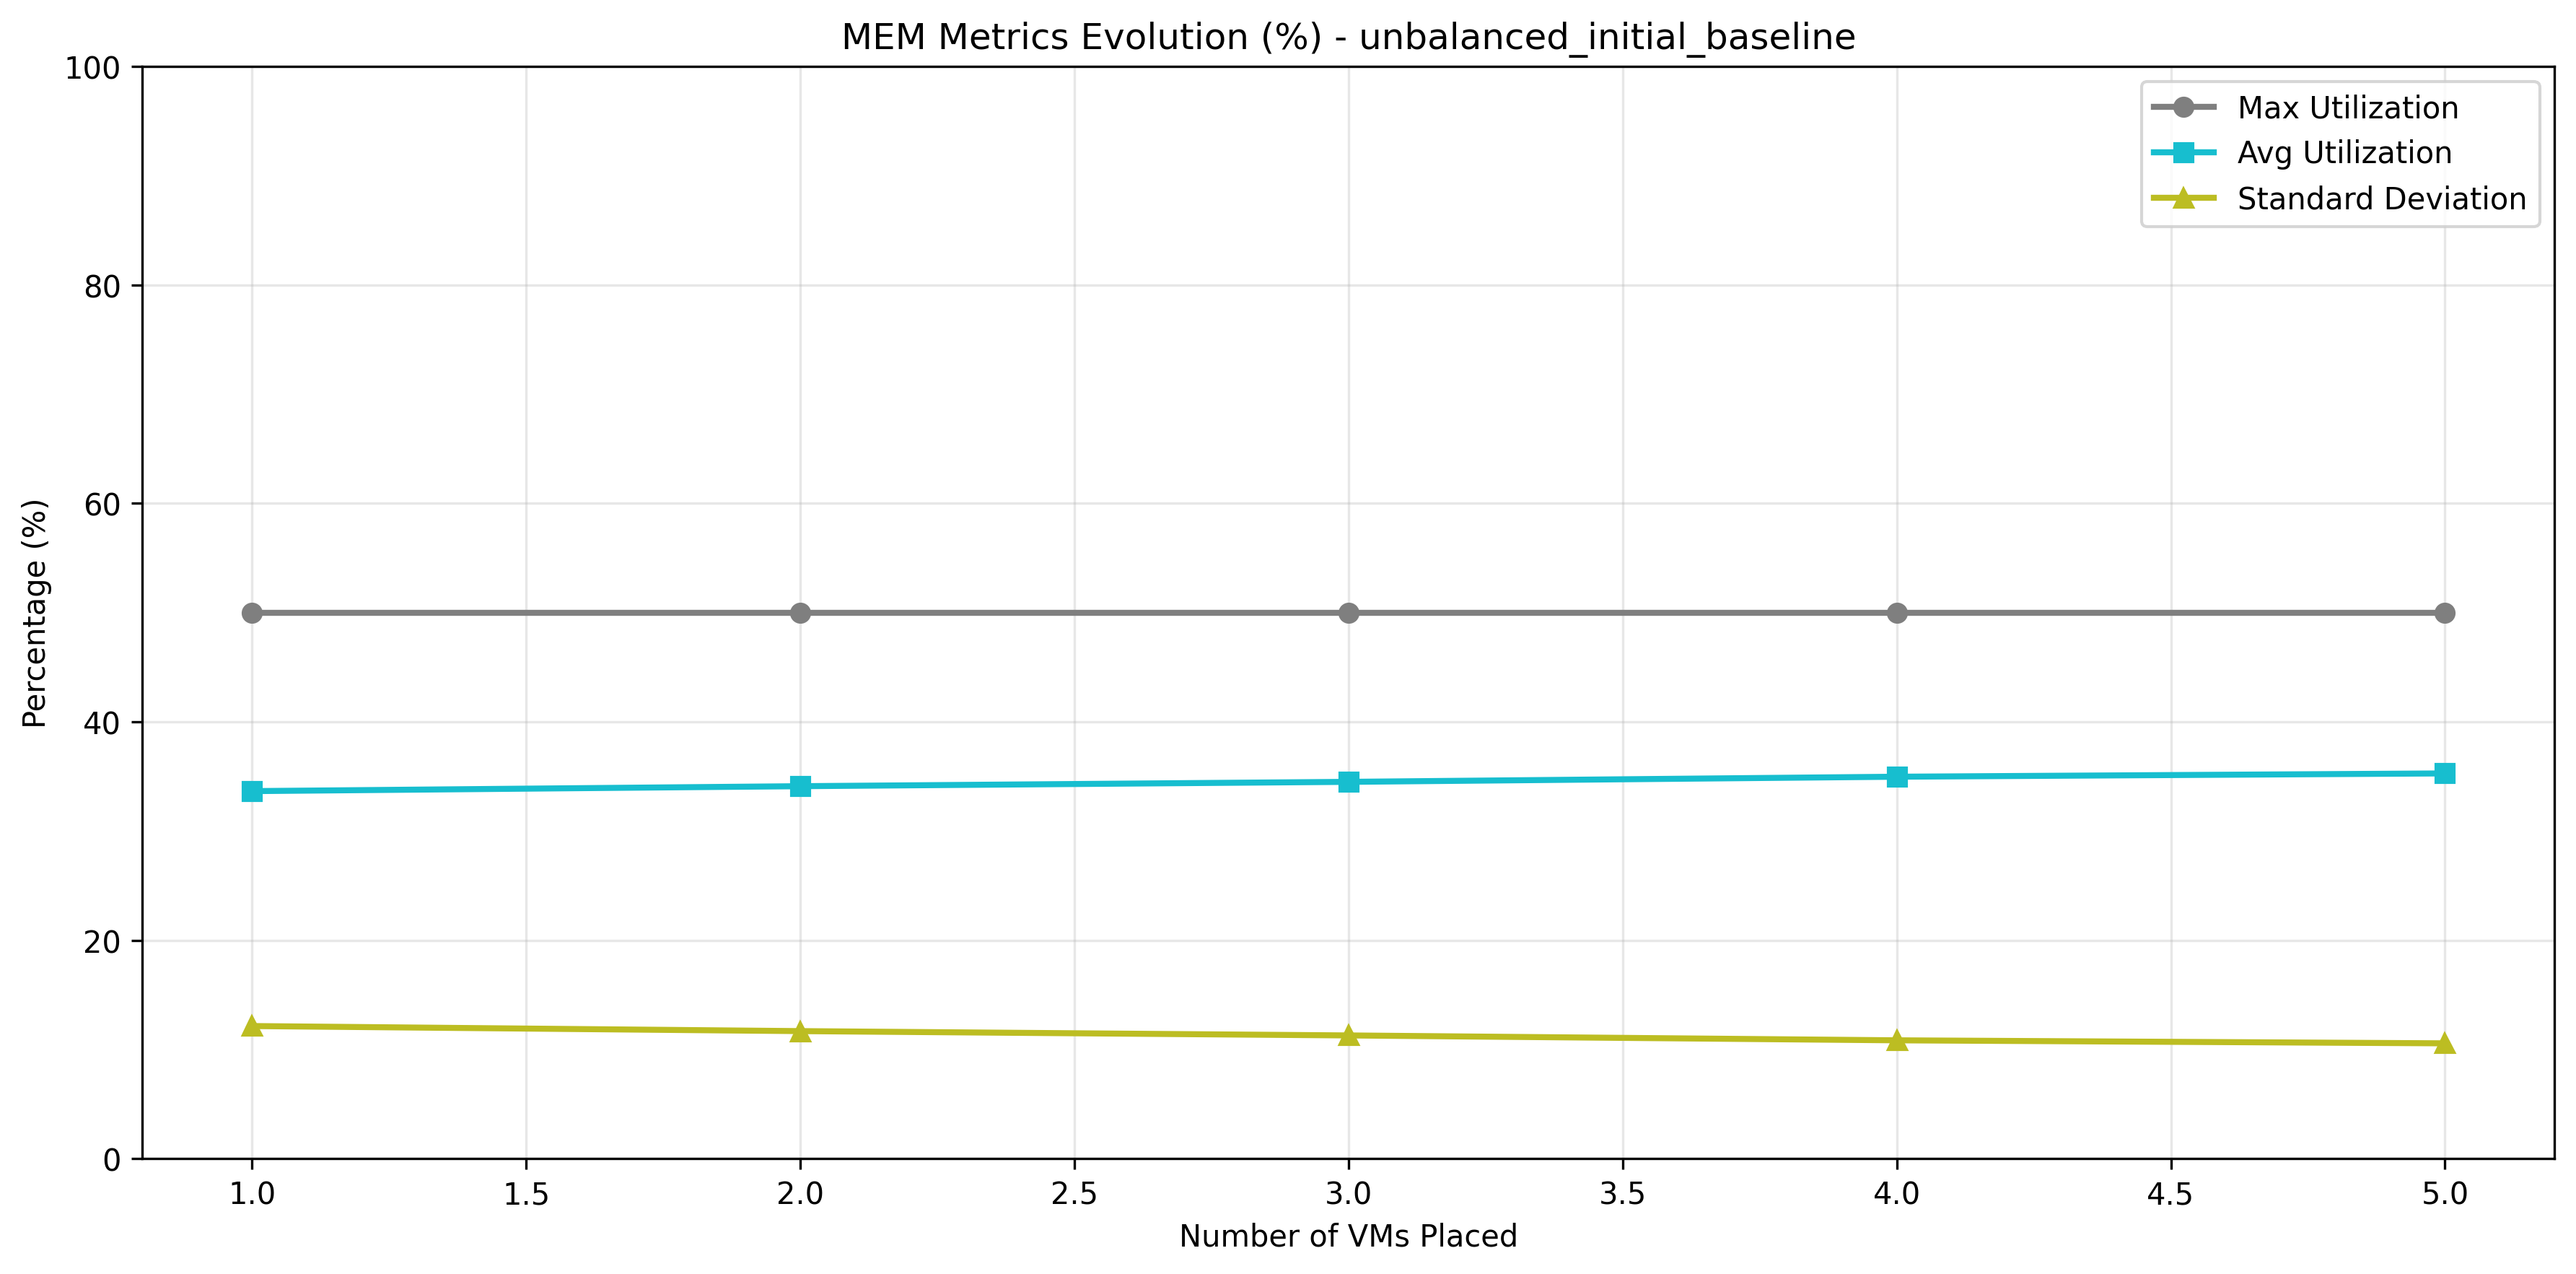 MEM Metrics Evolution (%) - unbalanced_initial_baseline
100
80
60
40
20
0
Percentage (%)
Max Utilization
Avg Utilization
Standard Deviation
1.0 1.5 2.0 2.5 3.0 3.5 4.0 4.5 5.0
Number of VMs Placed